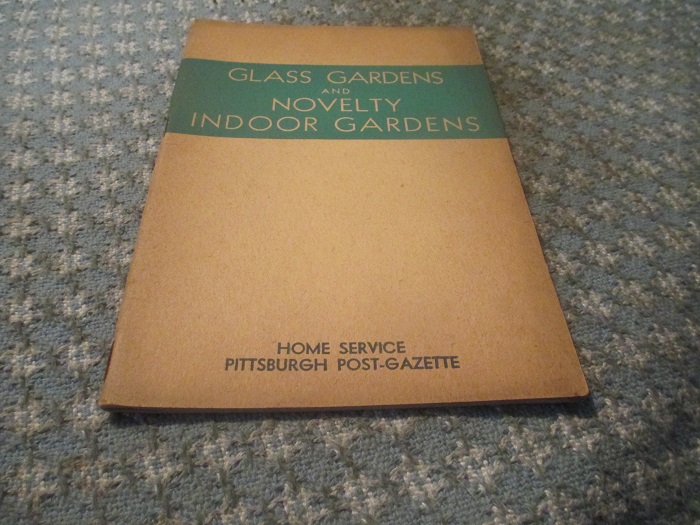 GLASS GARDENS
AND
NOVELTY
INDOOR GARDENS
HOME SERVICE
PITTSBURGH POST-GAZETTE